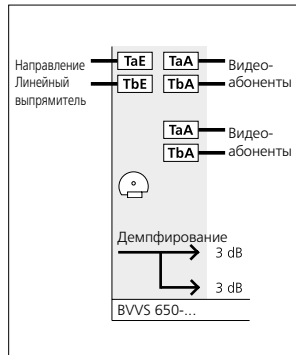 Направление
Линейный
выпрямитель
TaE
TbE
TaA
TbA
Видео-
абоненты
TaA
TbA
Видео-
абоненты
Демпфирование
3 dB
3 dB
BVVS 650-...